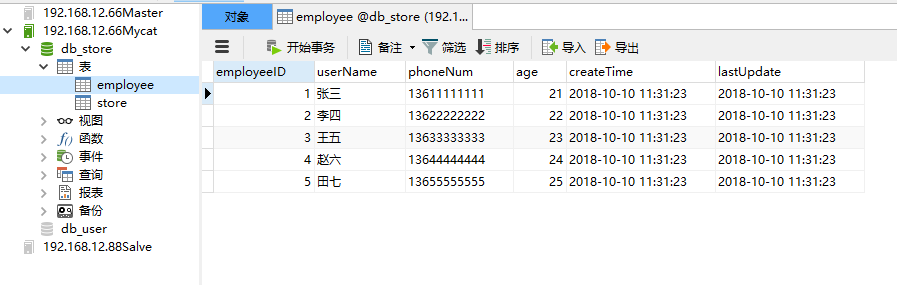 192.168.12.66Master
192.168.12.66Mycat
db_store
表
employee
store
视图
f() 函数
事件
查询
报表
备份
db_user
192.168.12.88Salve
对象 employee @db_store (192.1...
开始事务 备注 筛选 排序 导入 导出
employeeID userName phoneNum age createTime lastUpdate
1 张三 13611111111 21 2018-10-10 11:31:23 2018-10-10 11:31:23
2 李四 13622222222 22 2018-10-10 11:31:23 2018-10-10 11:31:23
3 王五 13633333333 23 2018-10-10 11:31:23 2018-10-10 11:31:23
4 赵六 13644444444 24 2018-10-10 11:31:23 2018-10-10 11:31:23
5 田七 13655555555 25 2018-10-10 11:31:23 2018-10-10 11:31:23